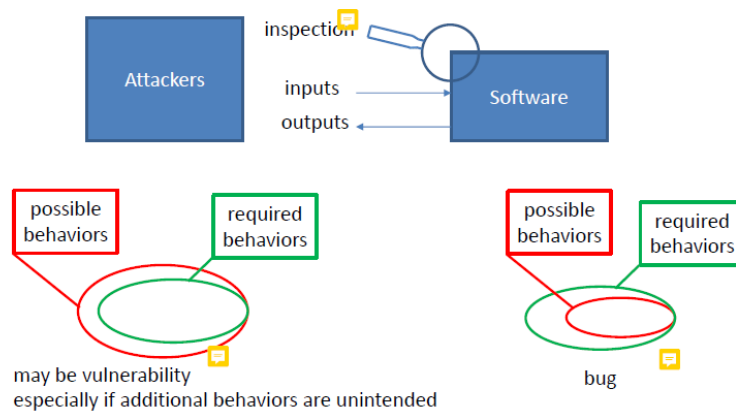 inspection
Attackers
inputs
Software
outputs
possible
behaviors
required
behaviors
possible
behaviors
required
behaviors
may be vulnerability
especially if additional behaviors are unintended
bug